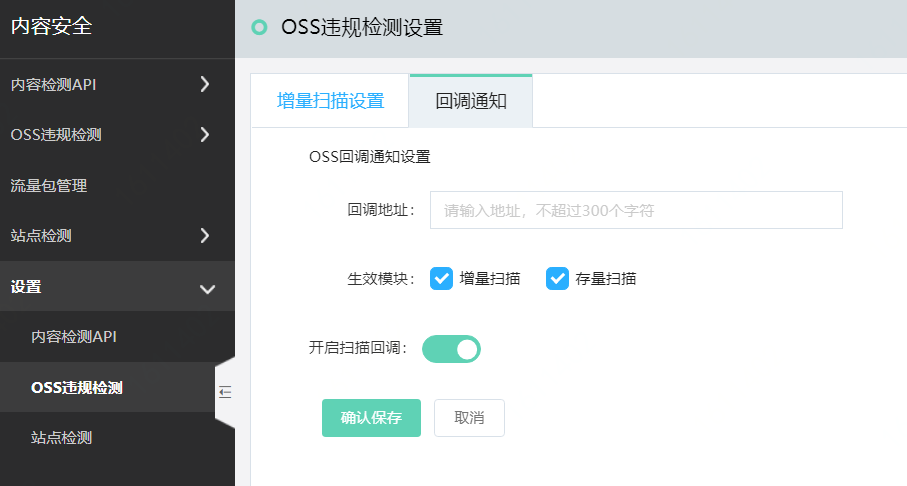 内容安全
OSS违规检测设置
内容检测API
OSS违规检测
流量包管理
站点检测
设置
内容检测API
OSS违规检测
站点检测
增量扫描设置
回调通知
OSS回调通知设置
回调地址： 请输入地址，不超过300个字符
生效模块： 增量扫描 存量扫描
开启扫描回调：
确认保存 取消